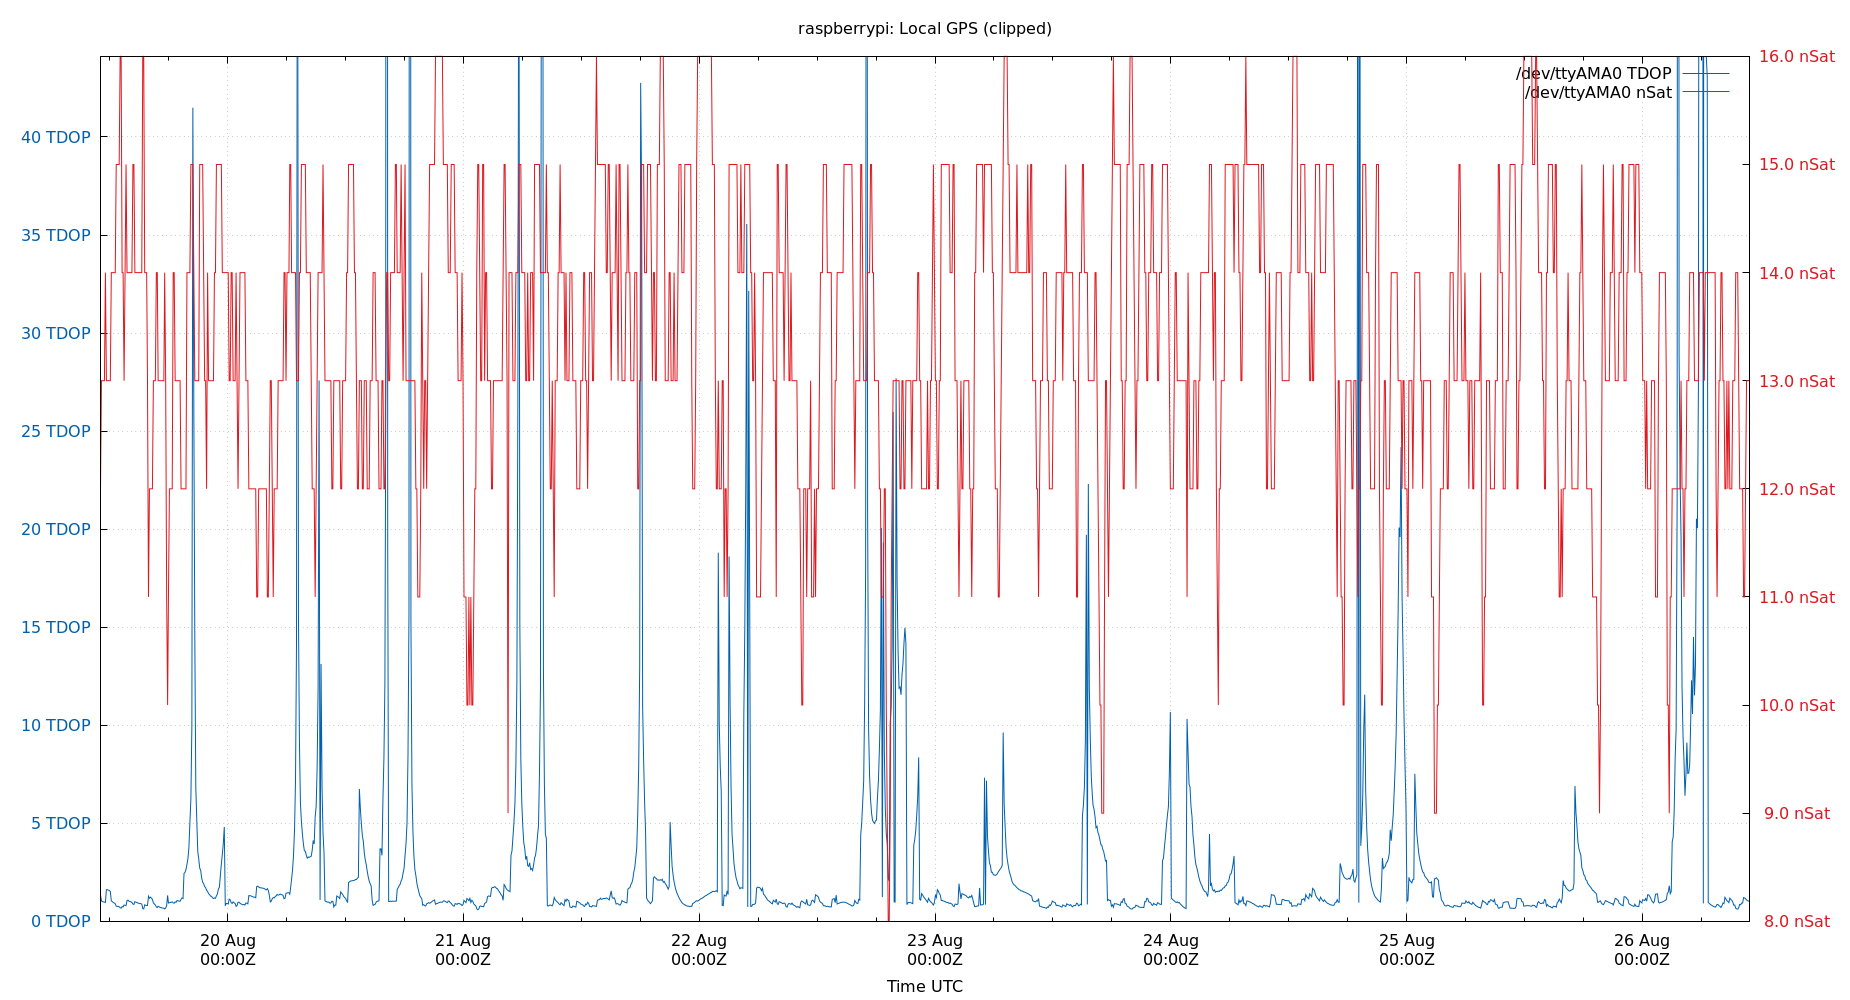 raspberrypi: Local GPS (clipped)
16.0 nSat
/dev/ttyAMA0 TDOP
/dev/ttyAMA0 nSat
40 TDOP
15.0 nSat
35 TDOP
14.0 nSat
30 TDOP
13.0 nSat
25 TDOP
12.0 nSat
20 TDOP
11.0 nSat
15 TDOP
10.0 nSat
10 TDOP
9.0 nSat
5 TDOP
0 TDOP
8.0 nSat
20 Aug 21 Aug 22 Aug 23 Aug 24 Aug 25 Aug 26 Aug
00:00Z 00:00Z 00:00Z 00:00Z 00:00Z 00:00Z 00:00Z
Time UTC